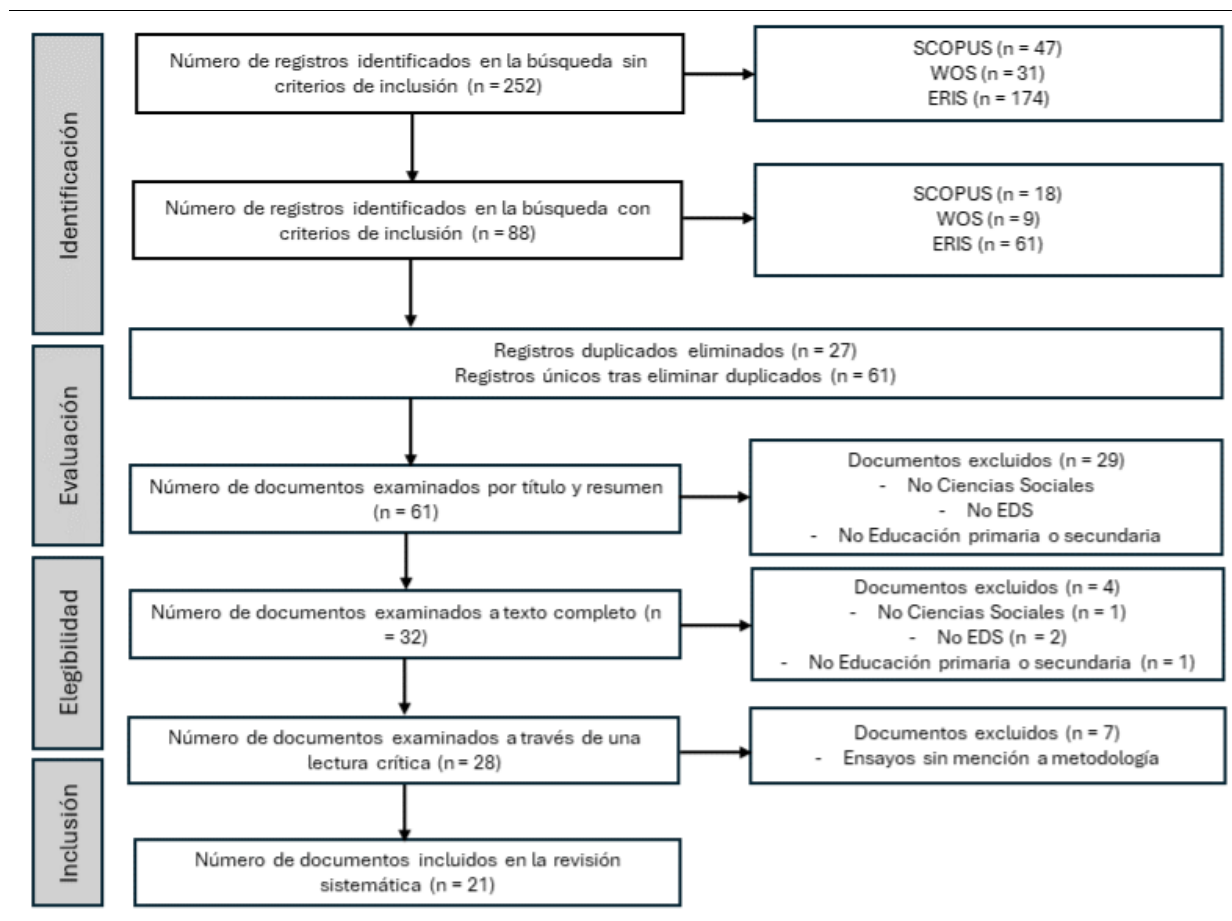 Identificación
Número de registros identificados en la búsqueda sin
criterios de inclusión (n = 252)
SCOPUS (n = 47)
WOS (n = 31)
ERIS (n = 174)
Número de registros identificados en la búsqueda con
criterios de inclusión (n = 88)
SCOPUS (n = 18)
WOS (n = 9)
ERIS (n = 61)
Evaluación
Registros duplicados eliminados (n = 27)
Registros únicos tras eliminar duplicados (n = 61)
Número de documentos examinados por título y resumen
(n = 61)
Documentos excluidos (n = 29)
- No Ciencias Sociales
- No EDS
- No Educación primaria o secundaria
Elegibilidad
Número de documentos examinados a texto completo (n
= 32)
Documentos excluidos (n = 4)
- No Ciencias Sociales (n = 1)
- No EDS (n = 2)
- No Educación primaria o secundaria (n = 1)
Número de documentos examinados a través de una
lectura crítica (n = 28)
Documentos excluidos (n = 7)
- Ensayos sin mención a metodología
Inclusión
Número de documentos incluidos en la revisión
sistemática (n = 21)